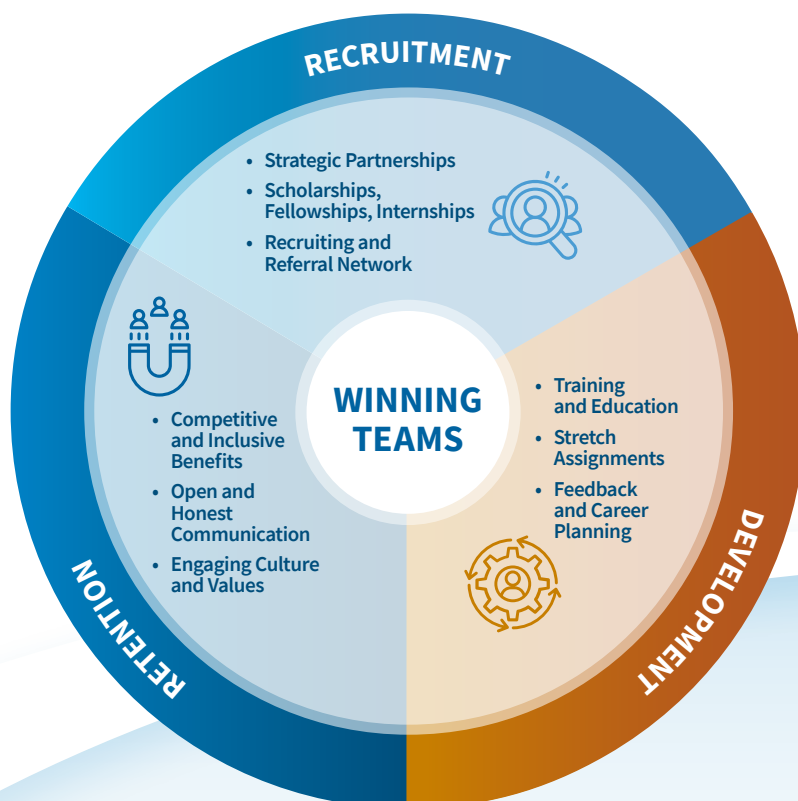 RECRUITMENT
• Strategic Partnerships
• Scholarships,
Fellowships, Internships
• Recruiting and
Referral Network
WINNING
TEAMS
• Training
and Education
• Stretch
Assignments
• Feedback
and Career
Planning
DEVELOPMENT
• Competitive
and Inclusive
Benefits
• Open and
Honest
Communication
• Engaging Culture
and Values
RETENTION